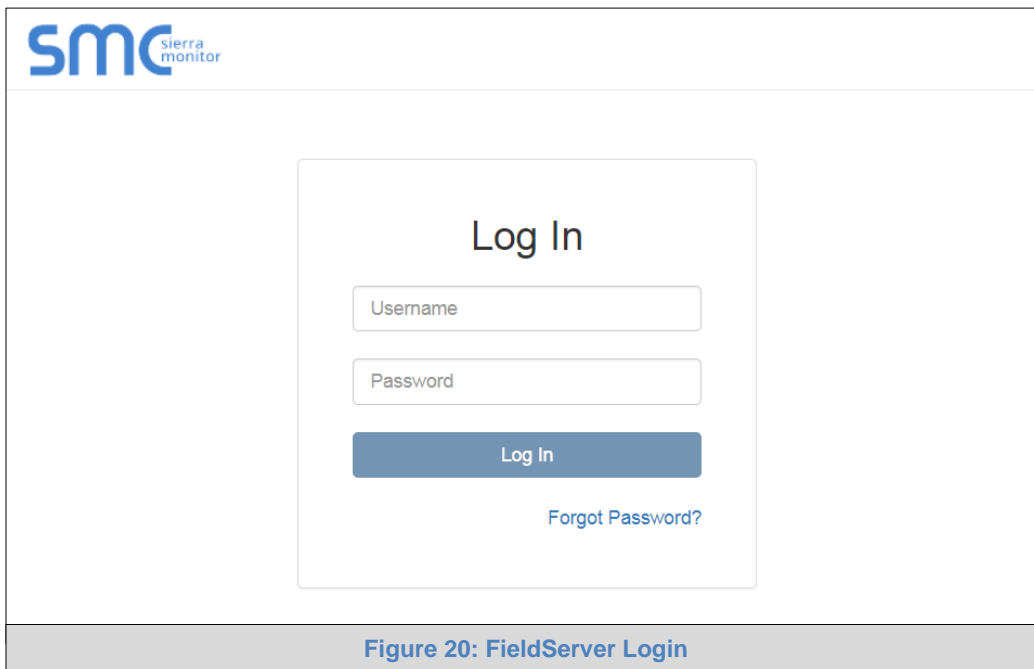 SMC sierra
monitor
Log In
Username
Password
Log In
Forgot Password?
Figure 20: FieldServer Login